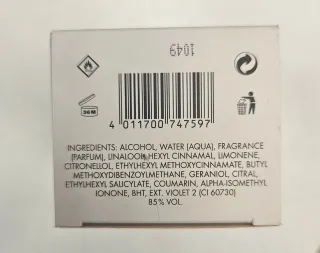 1049
36M
4 011700 747597
INGREDIENTS: ALCOHOL, WATER (AQUA), FRAGRANCE
(PARFUM), LINALOOL, HEXYL CINNAMAL, LIMONENE,
CITRONELLOL, ETHYLHEXYL METHOXYCINNAMATE, BUTYL
METHOXYDIBENZOYLMETHANE, GERANIOL, CITRAL,
ETHYLHEXYL SALICYLATE, COUMARIN, ALPHA-ISOMETHYL
IONONE, BHT, EXT. VIOLET 2 (CI 60730)
85% VOL.